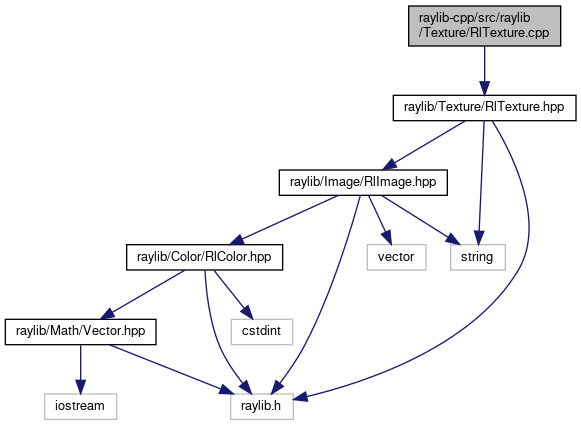 raylib-cpp/src/raylib
/Texture/RlTexture.cpp
raylib/Texture/RlTexture.hpp
raylib/Image/RlImage.hpp
raylib/Color/RlColor.hpp
vector
string
raylib/Math/Vector.hpp
cstdint
iostream
raylib.h